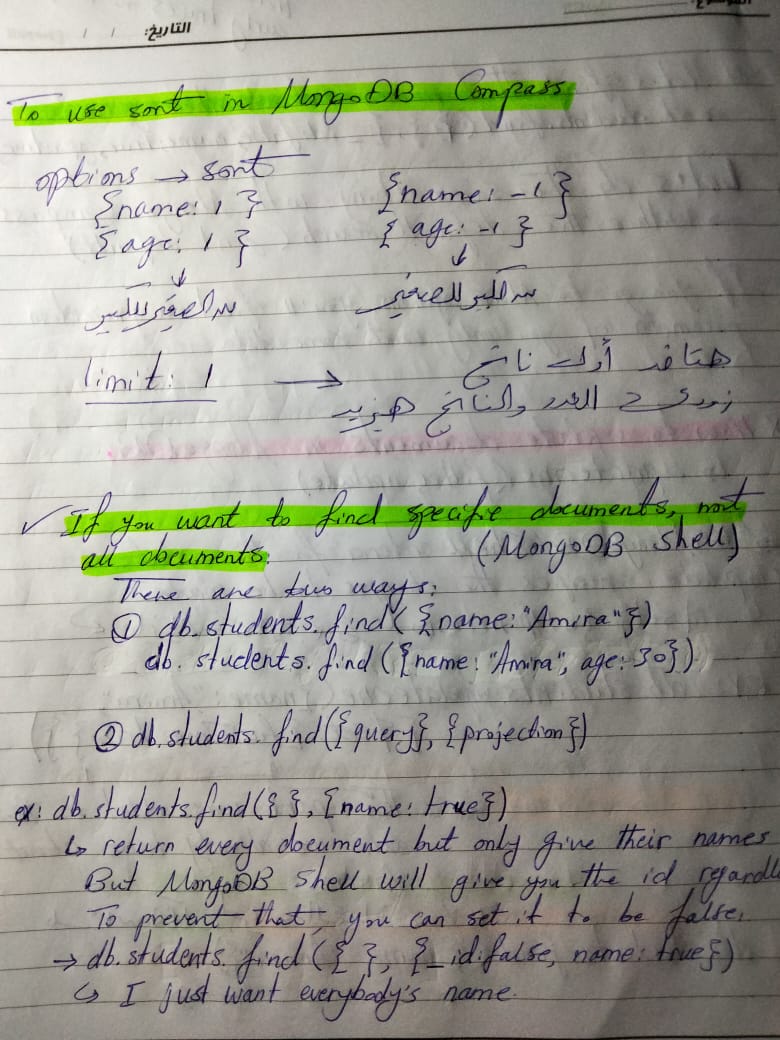 الموضوع:
التاريخ: / /
To use sort in MongoDB Compass
options → sort
{name: 1} {name: -1}
{age: 1} {age: -1}
↓ ↓
من الصغير للكبير من الكبير للصغير
limit: 1 → هتاخد أول ناتج
زودي العدد والناتج هيزيد
✓ If you want to find specific documents, not
all documents. (MongoDB shell)
There are two ways:
① db.students.find({name:"Amira"})
db.students.find({name:"Amira", age:30})
② db.students.find({query}, {projection})
ex: db.students.find({ }, {name: true})
↳ return every document but only give their names
But MongoDB shell will give you the id regardl
To prevent that, you can set it to be false.
→ db.students.find({ }, {_id:false, name: true})
↳ I just want everybody's name.